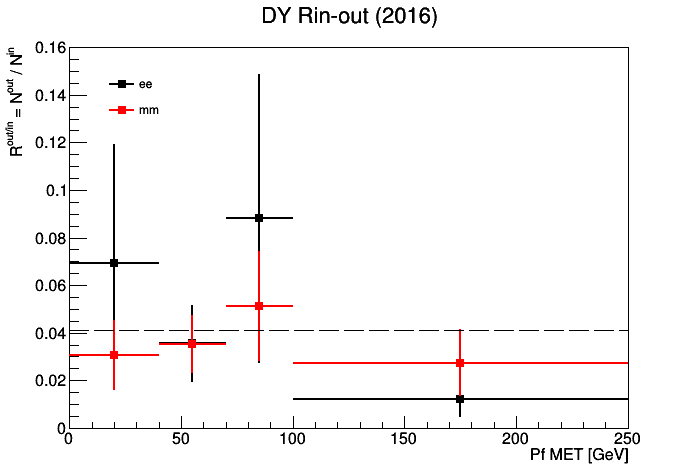 DY Rin-out (2016)
R^out/in = N^out / N^in
0.16
0.14
0.12
0.1
0.08
0.06
0.04
0.02
0
ee
mm
0 50 100 150 200 250
Pf MET [GeV]